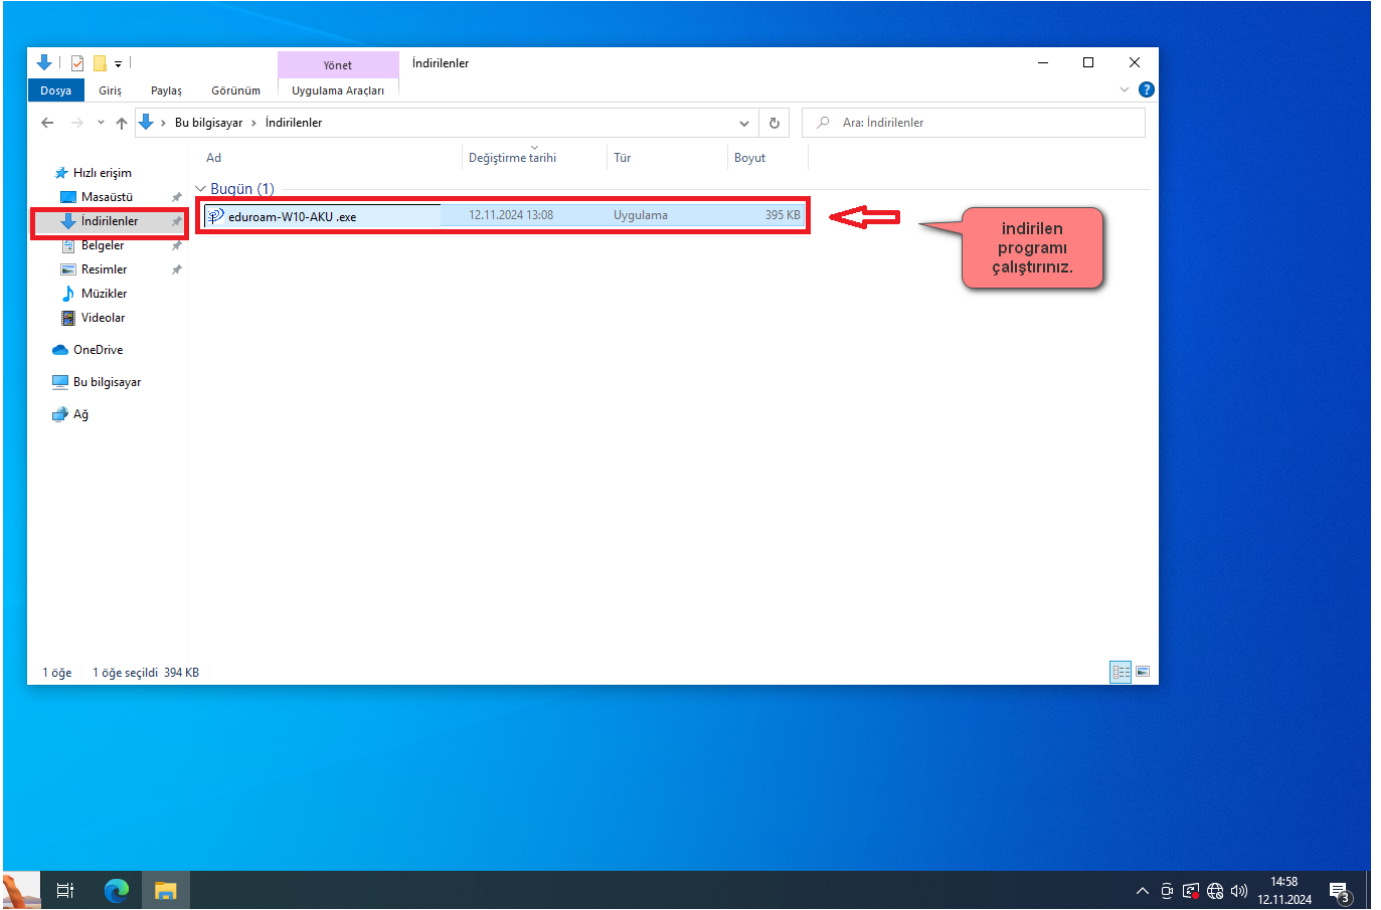 Yönet
İndirilenler
Dosya
Giriş
Paylaş
Görünüm
Uygulama Araçları
Bu bilgisayar
İndirilenler
Ara: İndirilenler
Ad
Değiştirme tarihi
Tür
Boyut
Hızlı erişim
Masaüstü
İndirilenler
Belgeler
Resimler
Müzikler
Videolar
OneDrive
Bu bilgisayar
Ağ
Bugün (1)
eduroam-W10-AKU .exe
12.11.2024 13:08
Uygulama
395 KB
indirilen
programı
çalıştırınız.
1 öğe
1 öğe seçildi 394 KB
14:58
12.11.2024
3